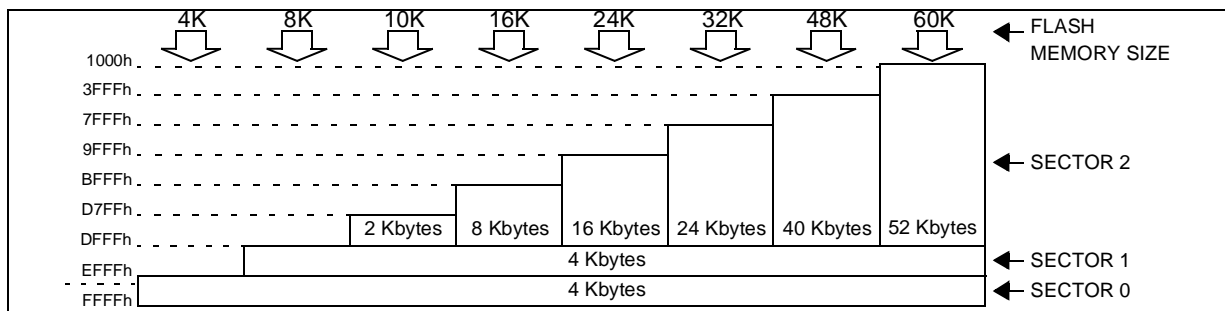 4K 8K 10K 16K 24K 32K 48K 60K
FLASH
MEMORY SIZE
1000h
3FFFh
7FFFh
9FFFh
SECTOR 2
BFFFh
D7FFh
2 Kbytes 8 Kbytes 16 Kbytes 24 Kbytes 40 Kbytes 52 Kbytes
DFFFh
4 Kbytes SECTOR 1
EFFFh
4 Kbytes SECTOR 0
FFFFh